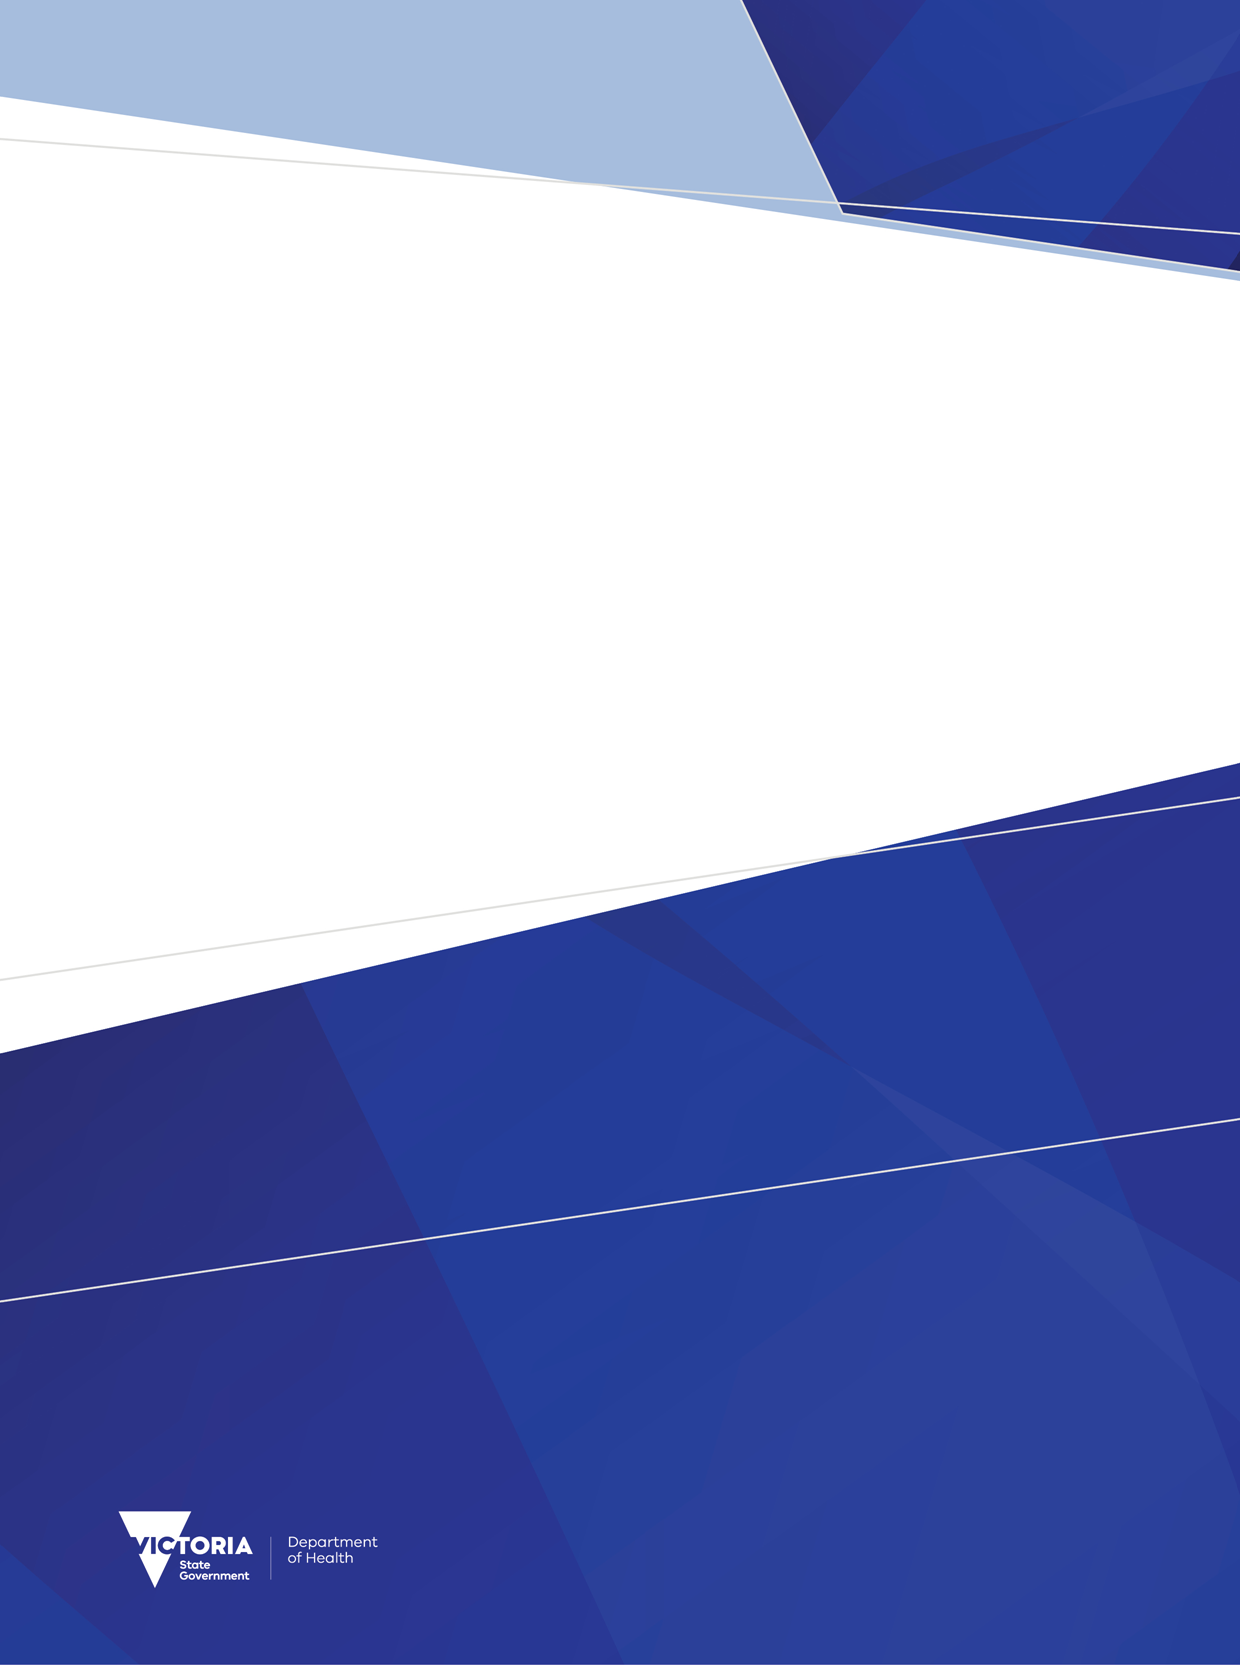 VICTORIA
State
Government
Department
of Health